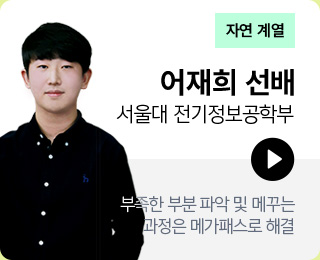 자연 계열
어재희 선배
서울대 전기정보공학부
부족한 부분 파악 및 메꾸는
과정은 메가패스로 해결